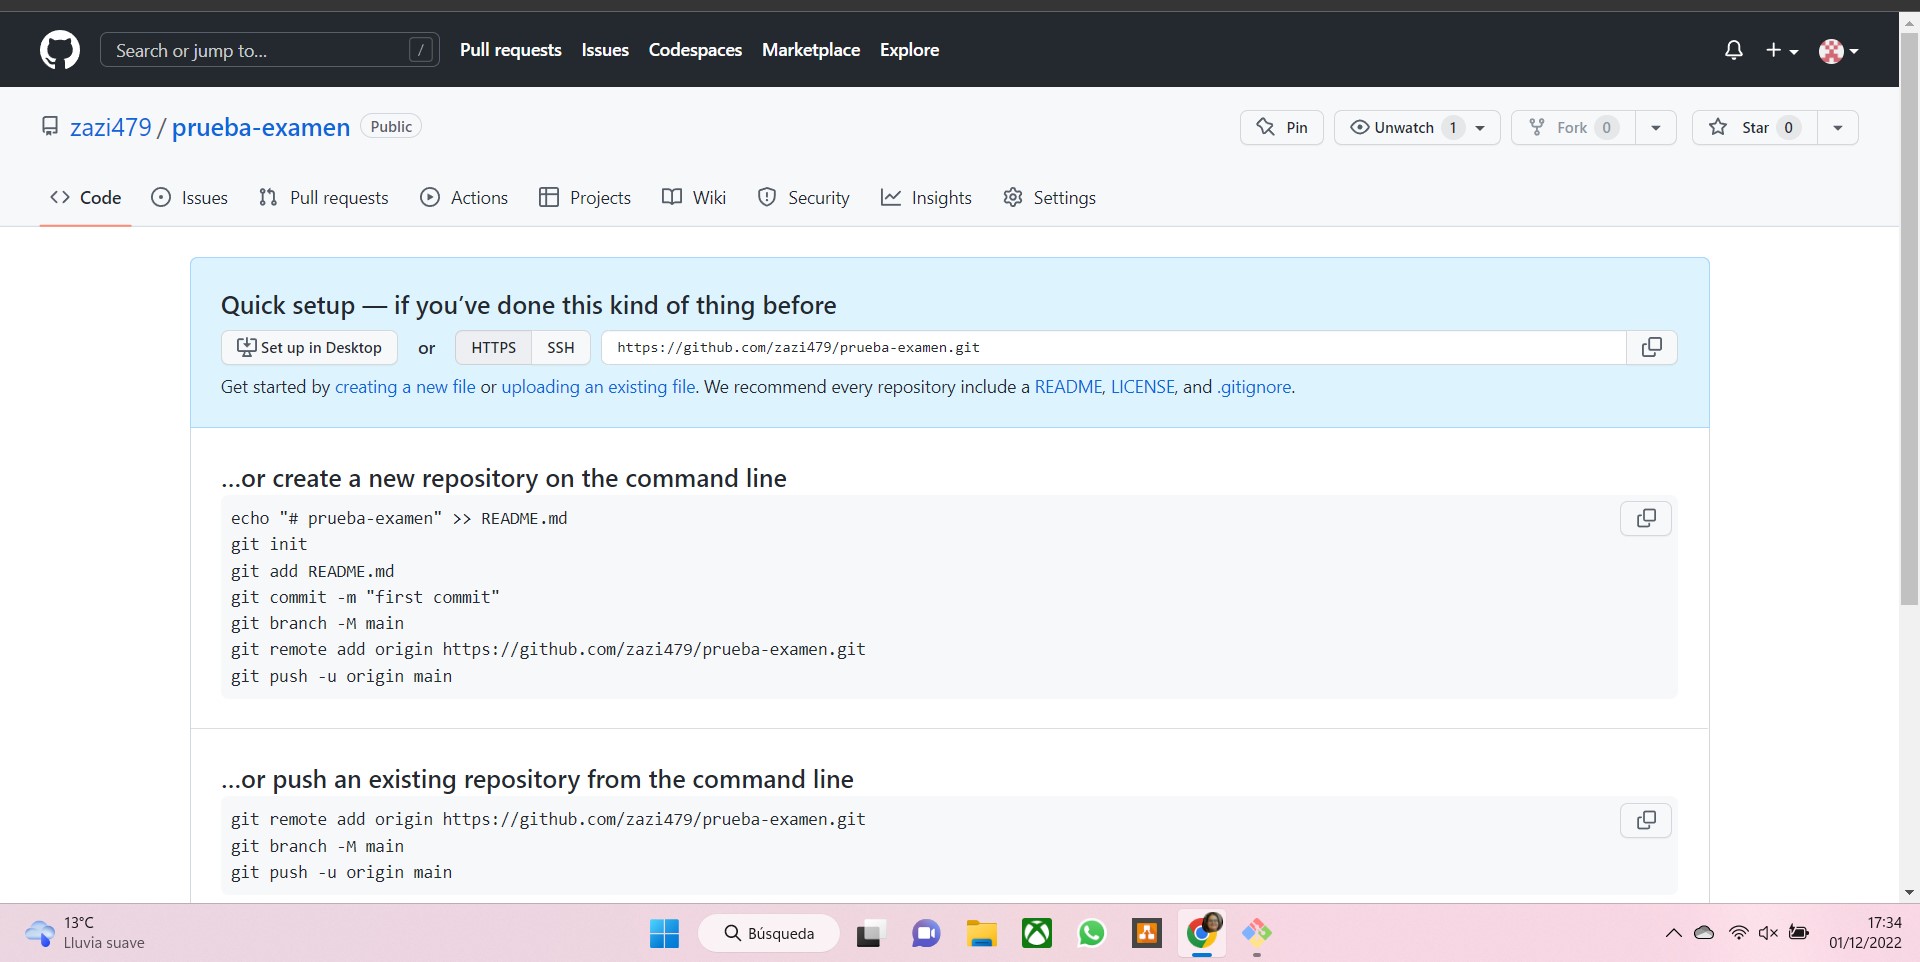 Search or jump to... /
Pull requests Issues Codespaces Marketplace Explore
zazi479 / prueba-examen Public
Pin Unwatch 1 Fork 0 Star 0
Code Issues Pull requests Actions Projects Wiki Security Insights Settings
Quick setup — if you’ve done this kind of thing before
Set up in Desktop or HTTPS SSH https://github.com/zazi479/prueba-examen.git
Get started by creating a new file or uploading an existing file. We recommend every repository include a README, LICENSE, and .gitignore.
…or create a new repository on the command line
echo "# prueba-examen" >> README.md
git init
git add README.md
git commit -m "first commit"
git branch -M main
git remote add origin https://github.com/zazi479/prueba-examen.git
git push -u origin main
…or push an existing repository from the command line
git remote add origin https://github.com/zazi479/prueba-examen.git
git branch -M main
git push -u origin main
13°C
Lluvia suave
Búsqueda
17:34
01/12/2022